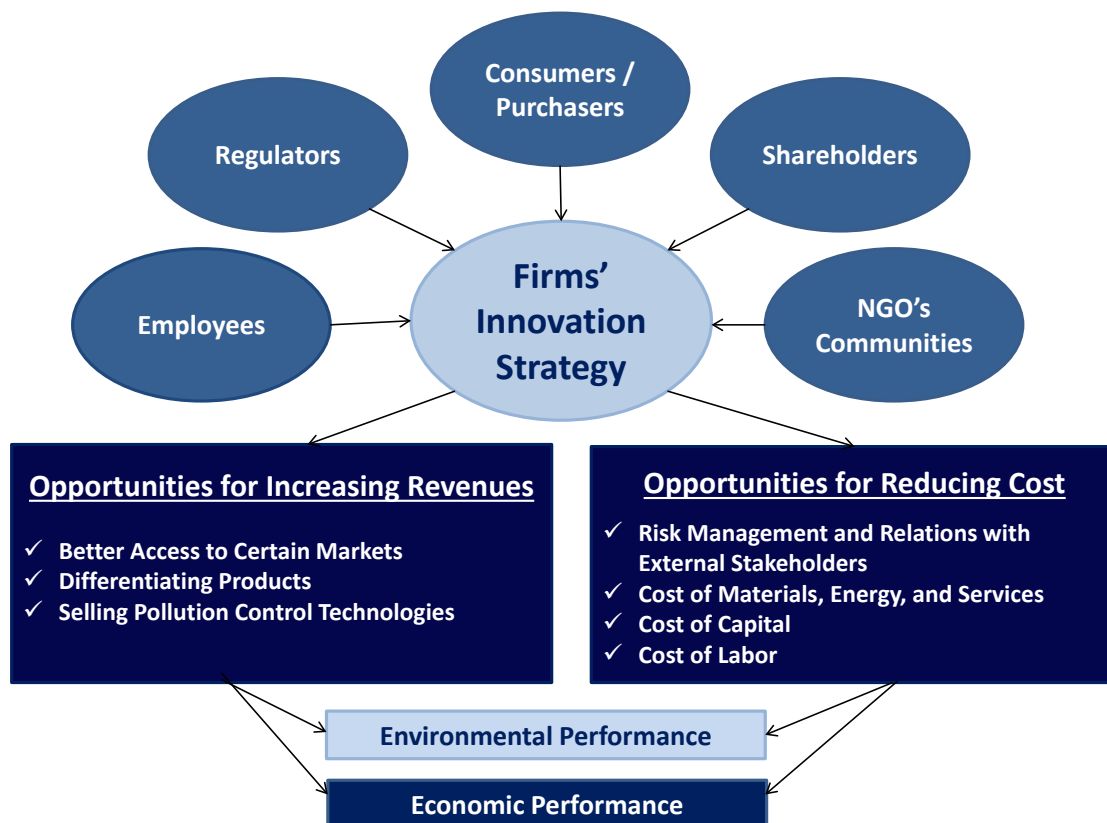 Consumers /
Purchasers
Regulators
Shareholders
Employees
Firms’
Innovation
Strategy
NGO’s
Communities
Opportunities for Increasing Revenues
✓ Better Access to Certain Markets
✓ Differentiating Products
✓ Selling Pollution Control Technologies
Opportunities for Reducing Cost
✓ Risk Management and Relations with
External Stakeholders
✓ Cost of Materials, Energy, and Services
✓ Cost of Capital
✓ Cost of Labor
Environmental Performance
Economic Performance